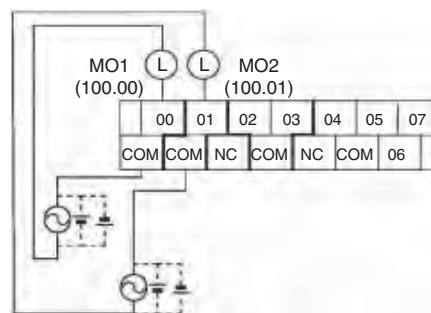 MO1 L L MO2
(100.00) (100.01)
00 01 02 03 04 05 07
COM COM NC COM NC COM 06